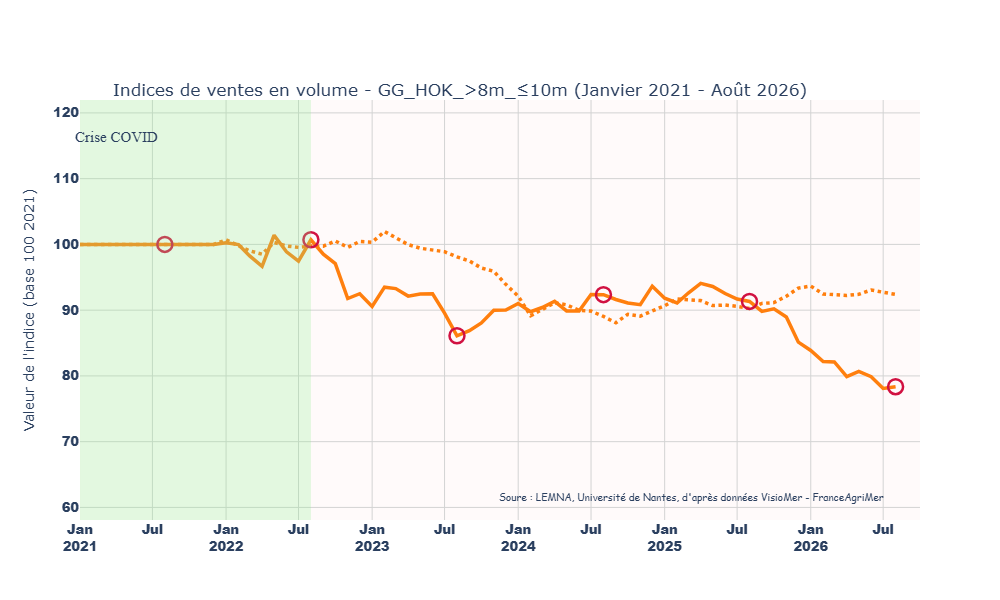 Indices de ventes en volume - GG_HOK_>8m_≤10m (Janvier 2021 - Août 2026)
120
Crise COVID
110
100
90
80
70
60
Valeur de l'indice (base 100 2021)
Soure : LEMNA, Université de Nantes, d'après données VisioMer - FranceAgriMer
Jan Jul Jan Jul Jan Jul Jan Jul Jan Jul Jan Jul
2021 2022 2023 2024 2025 2026